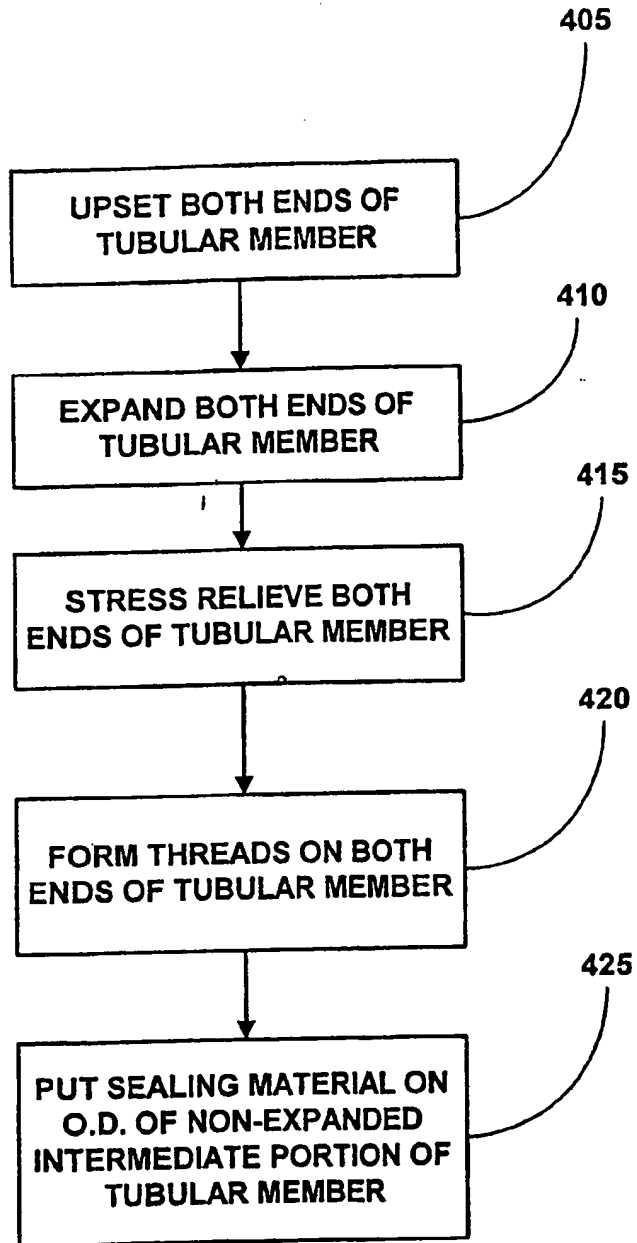 405
UPSET BOTH ENDS OF
TUBULAR MEMBER
410
EXPAND BOTH ENDS OF
TUBULAR MEMBER
415
STRESS RELIEVE BOTH
ENDS OF TUBULAR MEMBER
420
FORM THREADS ON BOTH
ENDS OF TUBULAR MEMBER
425
PUT SEALING MATERIAL ON
O.D. OF NON-EXPANDED
INTERMEDIATE PORTION OF
TUBULAR MEMBER